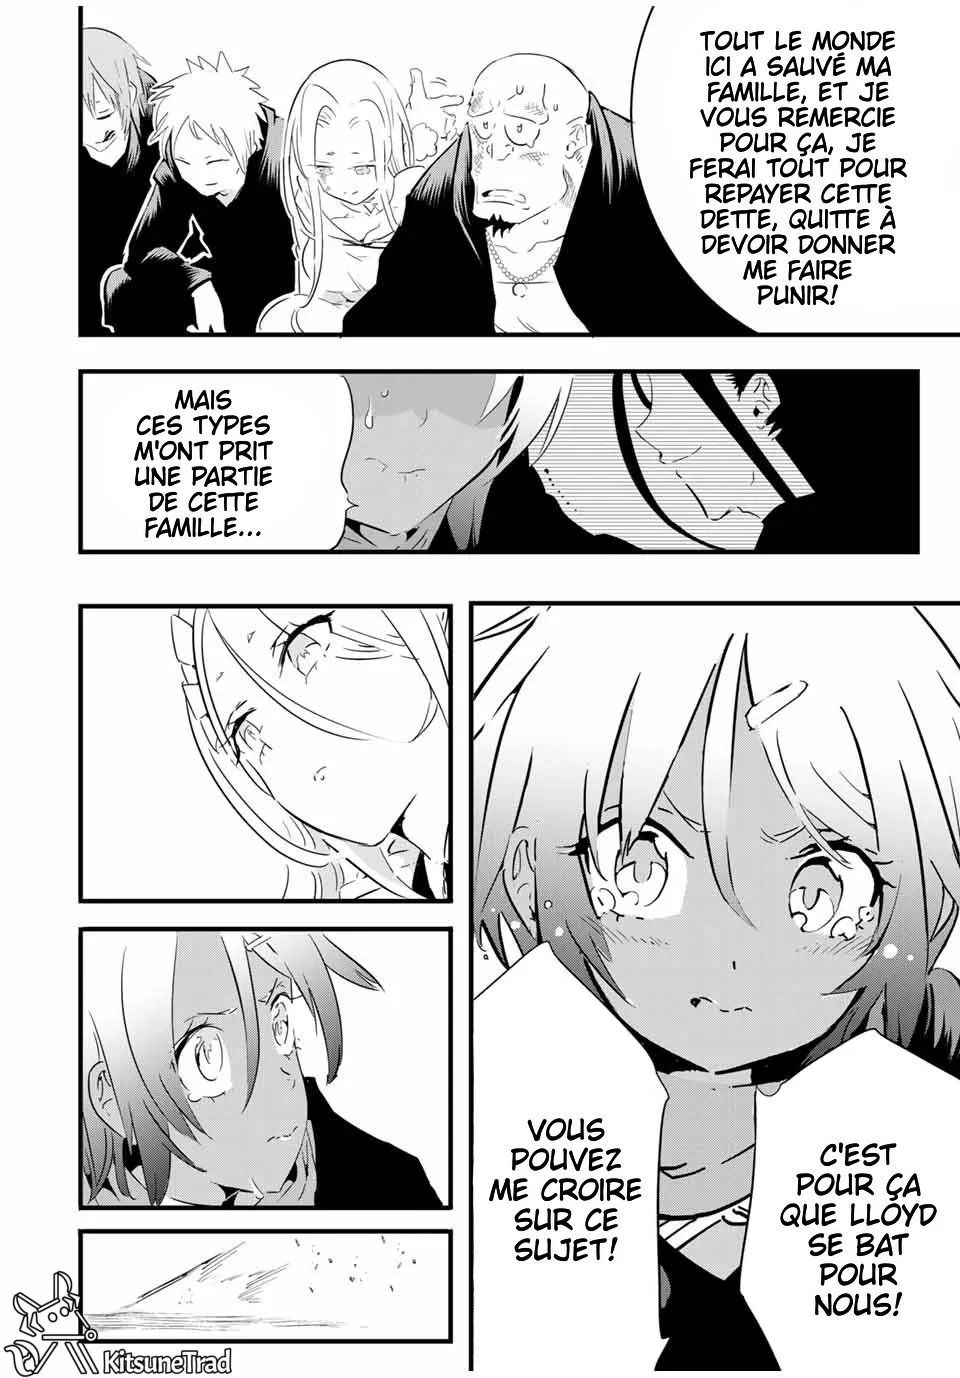 TOUT LE MONDE
ICI A SAUVÉ MA
FAMILLE, ET JE
VOUS REMERCIE
POUR ÇA, JE
FERAI TOUT POUR
REPAYER CETTE
DETTE, QUITTE À
DEVOIR DONNER
ME FAIRE
PUNIR!
MAIS
CES TYPES
M'ONT PRIT
UNE PARTIE
DE CETTE
FAMILLE...
C'EST
POUR ÇA
QUE LLOYD
SE BAT
POUR
NOUS!
VOUS
POUVEZ
ME CROIRE
SUR CE
SUJET!
KitsuneTrad